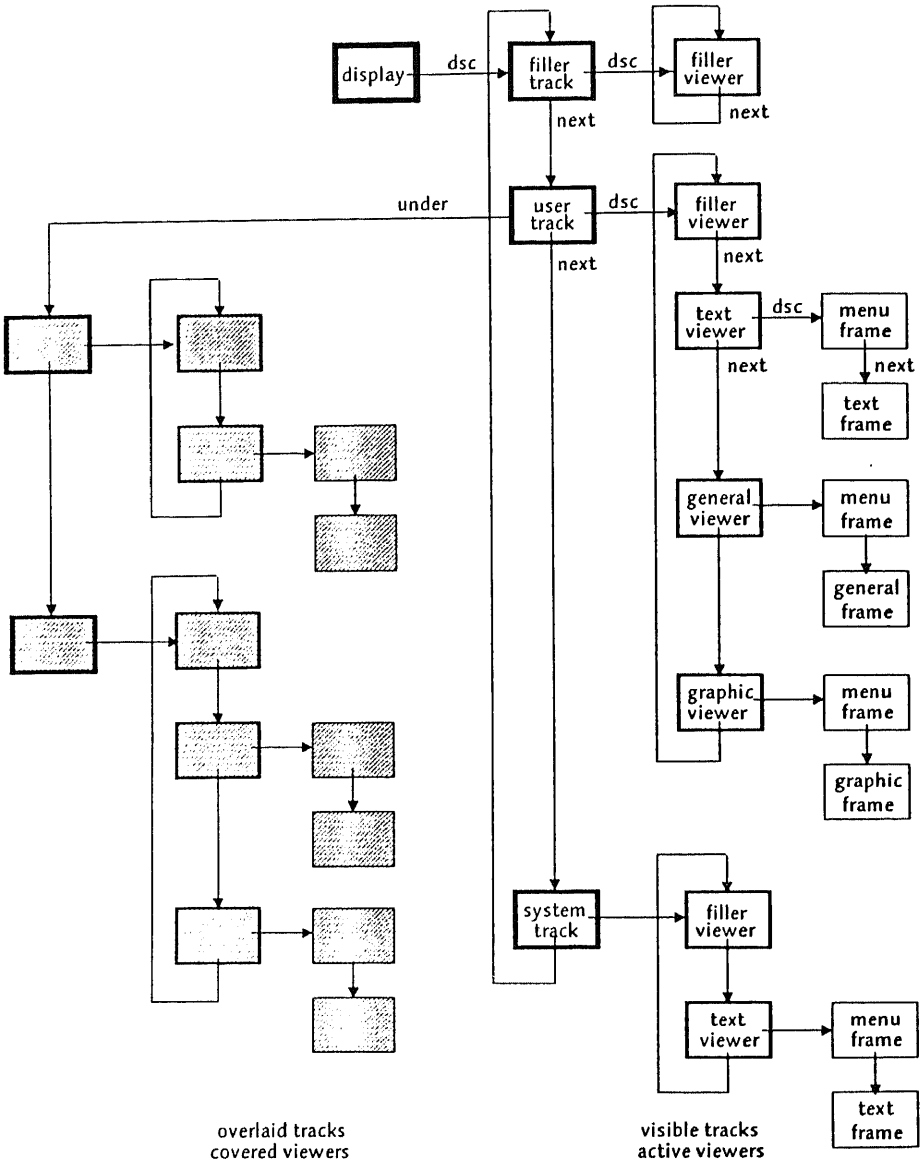 display
dsc
filler
track
dsc
filler
viewer
next
next
under
user
track
dsc
filler
viewer
next
next
text
viewer
dsc
menu
frame
next
next
text
frame
general
viewer
menu
frame
general
frame
graphic
viewer
menu
frame
graphic
frame
system
track
filler
viewer
text
viewer
menu
frame
text
frame
overlaid tracks
covered viewers
visible tracks
active viewers